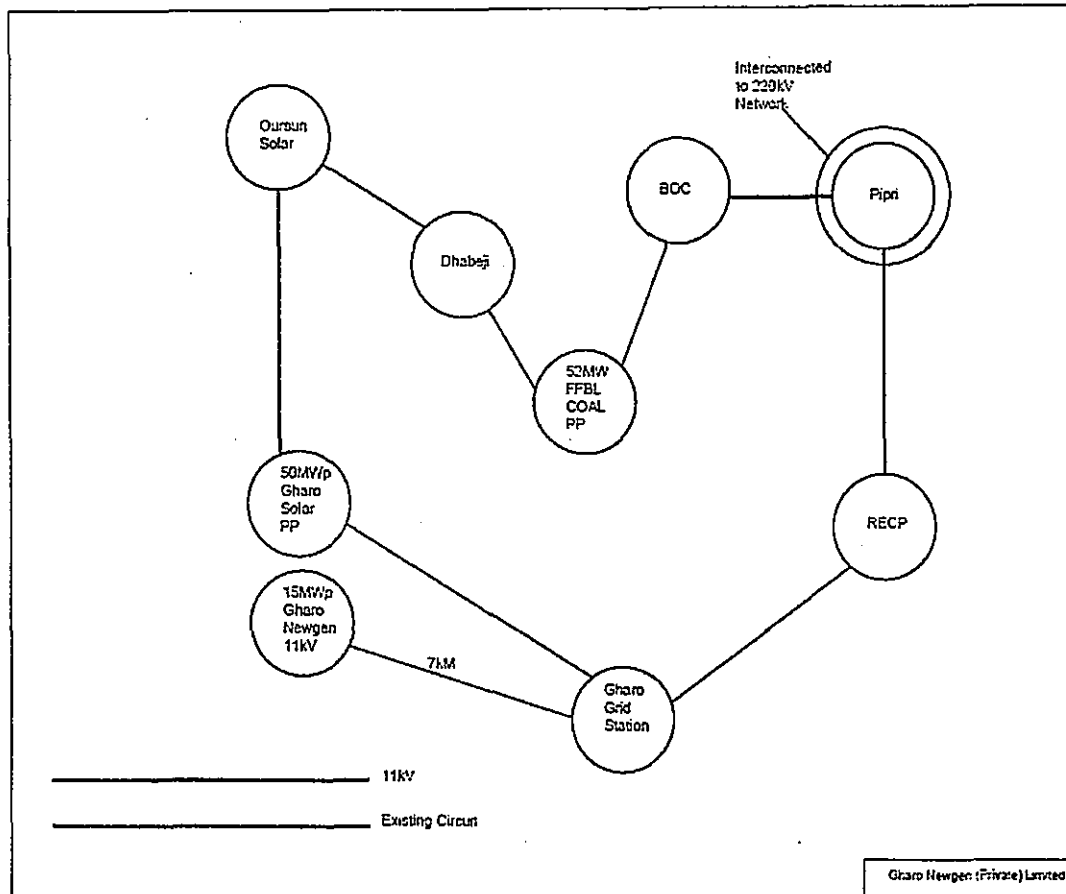 Interconnected
to 220kV
Network
Oursun
Solar
BOC
Pipri
Dhabeji
52MW
FFBL
COAL
PP
50MWp
Gharo
Solar
PP
RECP
15MWp
Gharo
Newgen
11kV
7kM
Gharo
Grid
Station
11kV
Existing Circuit
Gharo Newgen (Private) Limited